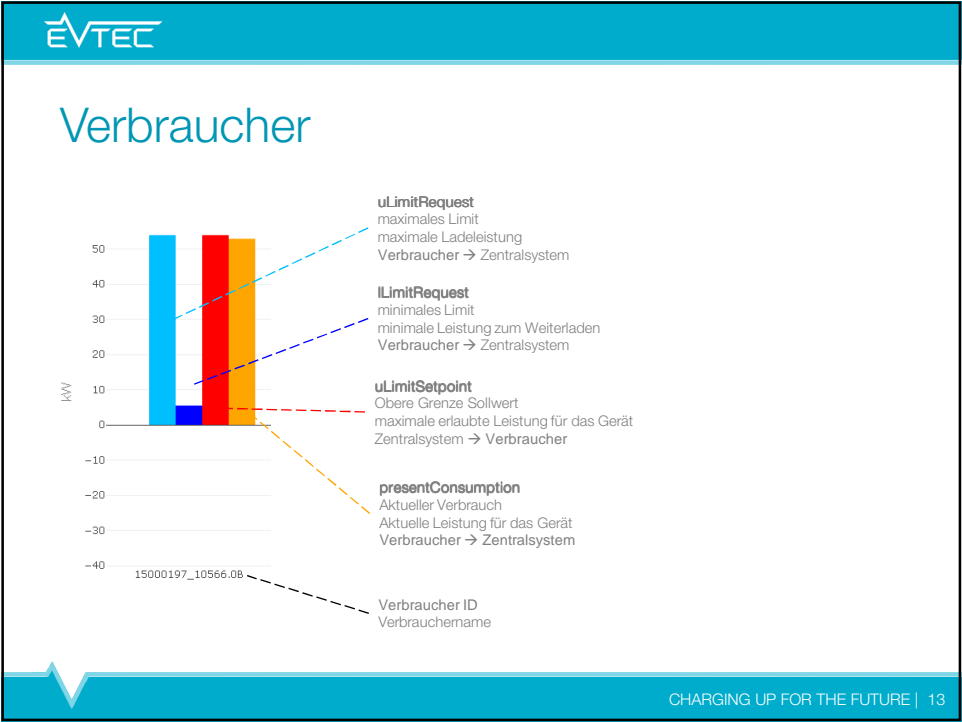 EVTEC
Verbraucher
uLimitRequest
maximales Limit
maximale Ladeleistung
Verbraucher → Zentralsystem
lLimitRequest
minimales Limit
minimale Leistung zum Weiterladen
Verbraucher → Zentralsystem
uLimitSetpoint
Obere Grenze Sollwert
maximale erlaubte Leistung für das Gerät
Zentralsystem → Verbraucher
presentConsumption
Aktueller Verbrauch
Aktuelle Leistung für das Gerät
Verbraucher → Zentralsystem
Verbraucher ID
Verbrauchername
kW
50
40
30
20
10
0
−10
−20
−30
−40
15000197_10566.0B
CHARGING UP FOR THE FUTURE | 13